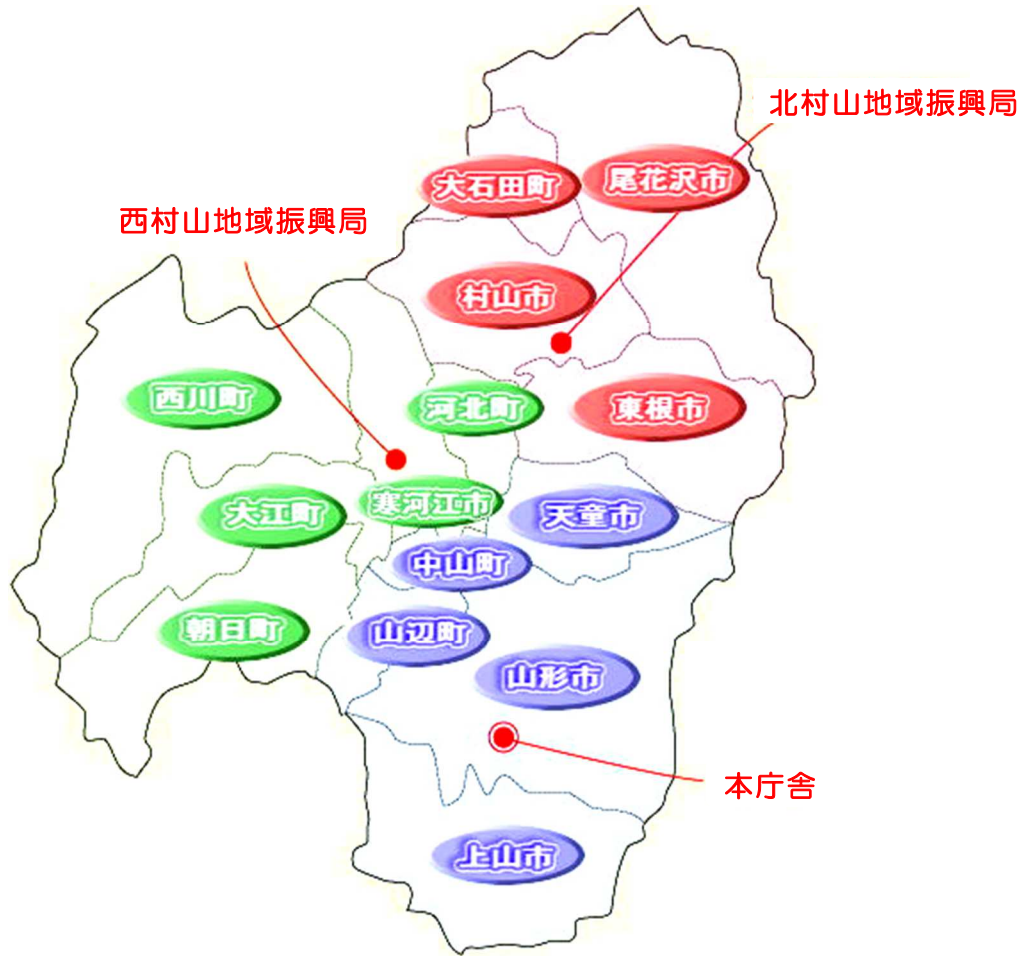 北村山地域振興局
大石田町
尾花沢市
西村山地域振興局
村山市
西川町
河北町
東根市
大江町
寒河江市
天童市
中山町
朝日町
山辺町
山形市
本庁舎
上山市